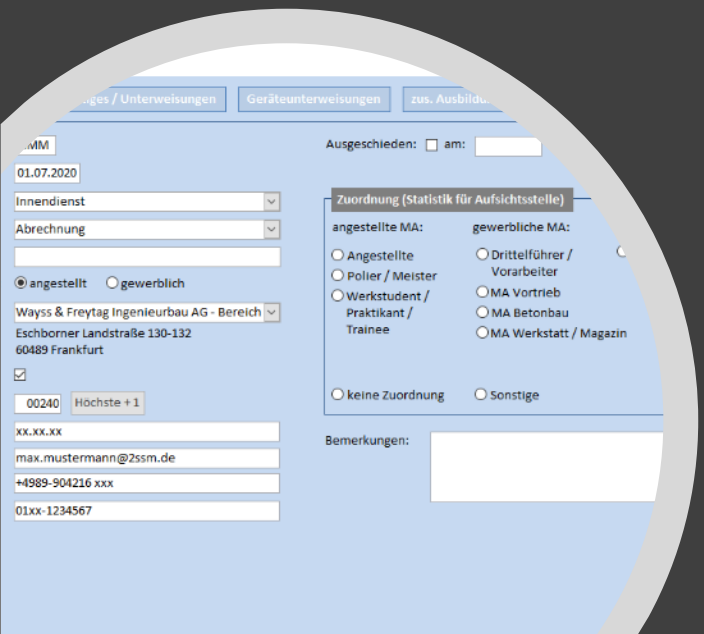 / Unterweisungen Geräteunterweisungen zus.
MM Ausgeschieden: am:
01.07.2020
Innendienst
Abrechnung
angestellt gewerblich
Wayss & Freytag Ingenieurbau AG - Bereich
Eschborner Landstraße 130-132
60489 Frankfurt
00240 Höchste + 1
xx.xx.xx
max.mustermann@2ssm.de
+4989-904216 xxx
01xx-1234567
Zuordnung (Statistik für Aufsichtsstelle)
angestellte MA: gewerbliche MA:
Angestellte Drittelführer /
Vorarbeiter
Polier / Meister
MA Vortrieb
Werkstudent /
Praktikant /
Trainee
MA Betonbau
MA Werkstatt / Magazin
keine Zuordnung Sonstige
Bemerkungen: